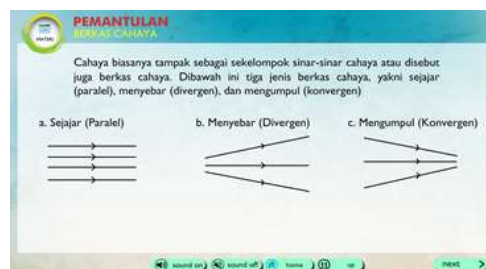 PEMANTULAN
BERKAS CAHAYA
MATERI
Cahaya biasanya tampak sebagai sekelompok sinar-sinar cahaya atau disebut
juga berkas cahaya. Dibawah ini tiga jenis berkas cahaya, yakni sejajar
(paralel), menyebar (divergen), dan mengumpul (konvergen)
a. Sejajar (Paralel) b. Menyebar (Divergen) c. Mengumpul (Konvergen)
sound on) sound off) home ) up ) next